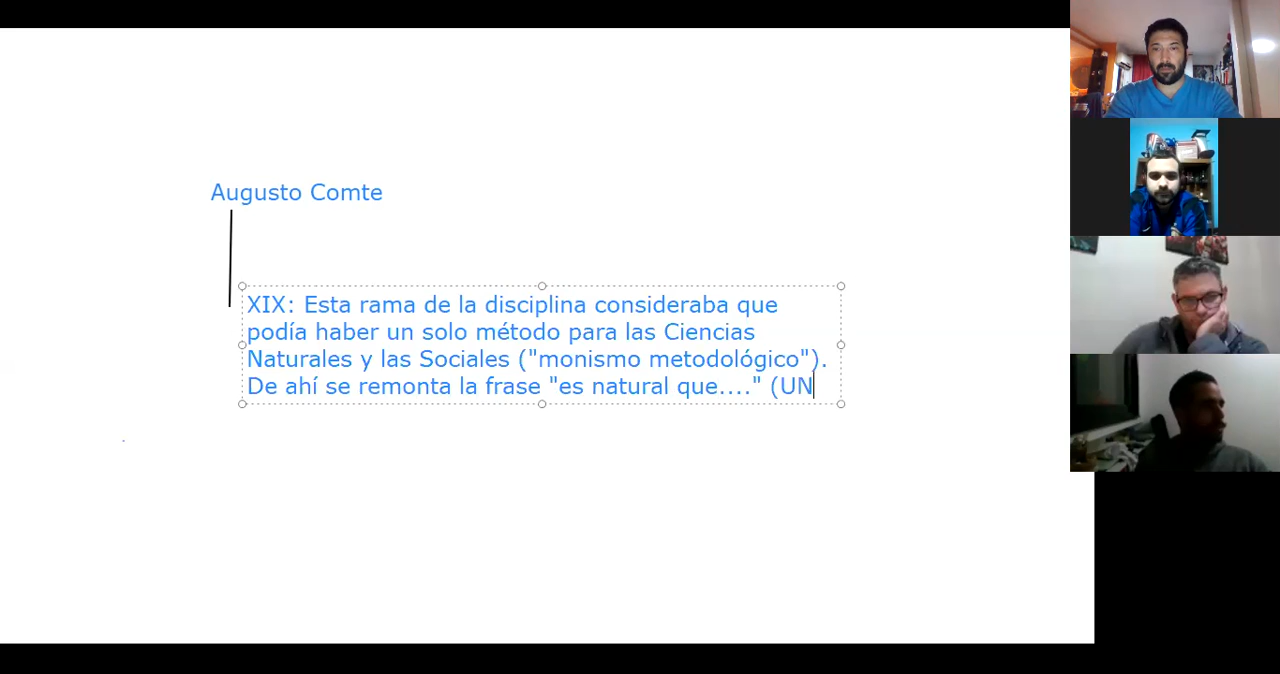 Augusto Comte
XIX: Esta rama de la disciplina consideraba que
podía haber un solo método para las Ciencias
Naturales y las Sociales ("monismo metodológico").
De ahí se remonta la frase "es natural que...." (UN